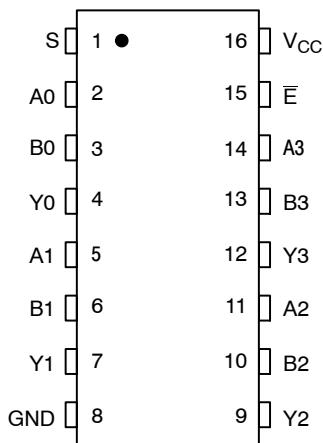 S 1 16 VCC
A0 2 15 E̅
B0 3 14 A3
Y0 4 13 B3
A1 5 12 Y3
B1 6 11 A2
Y1 7 10 B2
GND 8 9 Y2